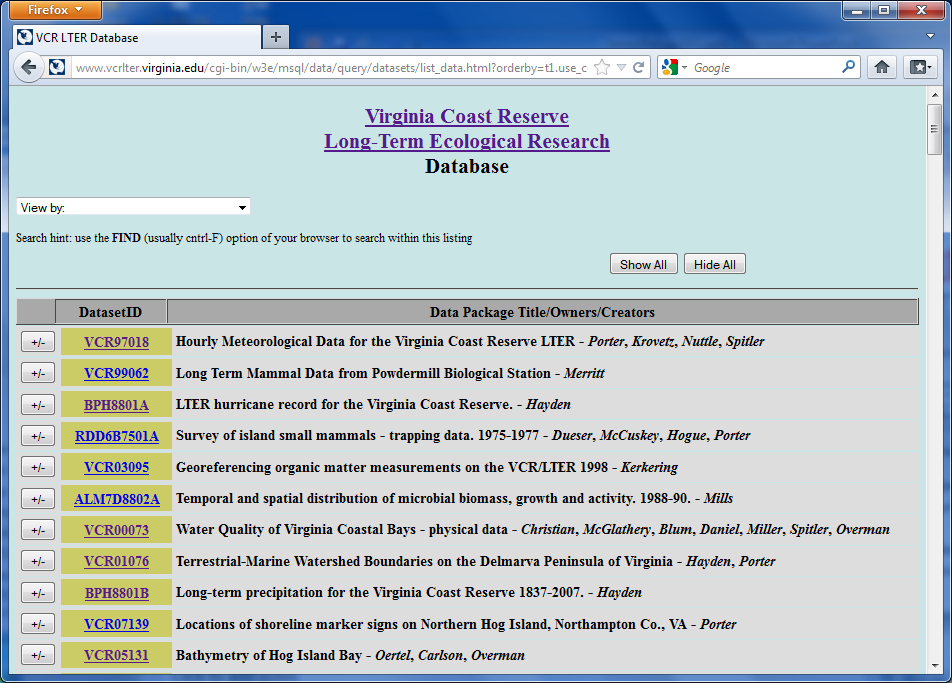 Firefox
VCR LTER Database
www.vcrlter.virginia.edu/cgi-bin/w3e/msql/data/query/datasets/list_data.html?orderby=t1.use_c
Google
Virginia Coast Reserve
Long-Term Ecological Research
Database
View by:
Search hint: use the FIND (usually cntrl-F) option of your browser to search within this listing
Show All Hide All
DatasetID Data Package Title/Owners/Creators
+/- VCR97018 Hourly Meteorological Data for the Virginia Coast Reserve LTER - Porter, Krovetz, Nuttle, Spitler
+/- VCR99062 Long Term Mammal Data from Powdermill Biological Station - Merritt
+/- BPH8801A LTER hurricane record for the Virginia Coast Reserve. - Hayden
+/- RDD6B7501A Survey of island small mammals - trapping data. 1975-1977 - Dueser, McCuskey, Hogue, Porter
+/- VCR03095 Georeferencing organic matter measurements on the VCR/LTER 1998 - Kerkering
+/- ALM7D8802A Temporal and spatial distribution of microbial biomass, growth and activity. 1988-90. - Mills
+/- VCR00073 Water Quality of Virginia Coastal Bays - physical data - Christian, McGlathery, Blum, Daniel, Miller, Spitler, Overman
+/- VCR01076 Terrestrial-Marine Watershed Boundaries on the Delmarva Peninsula of Virginia - Hayden, Porter
+/- BPH8801B Long-term precipitation for the Virginia Coast Reserve 1837-2007. - Hayden
+/- VCR07139 Locations of shoreline marker signs on Northern Hog Island, Northampton Co., VA - Porter
+/- VCR05131 Bathymetry of Hog Island Bay - Oertel, Carlson, Overman